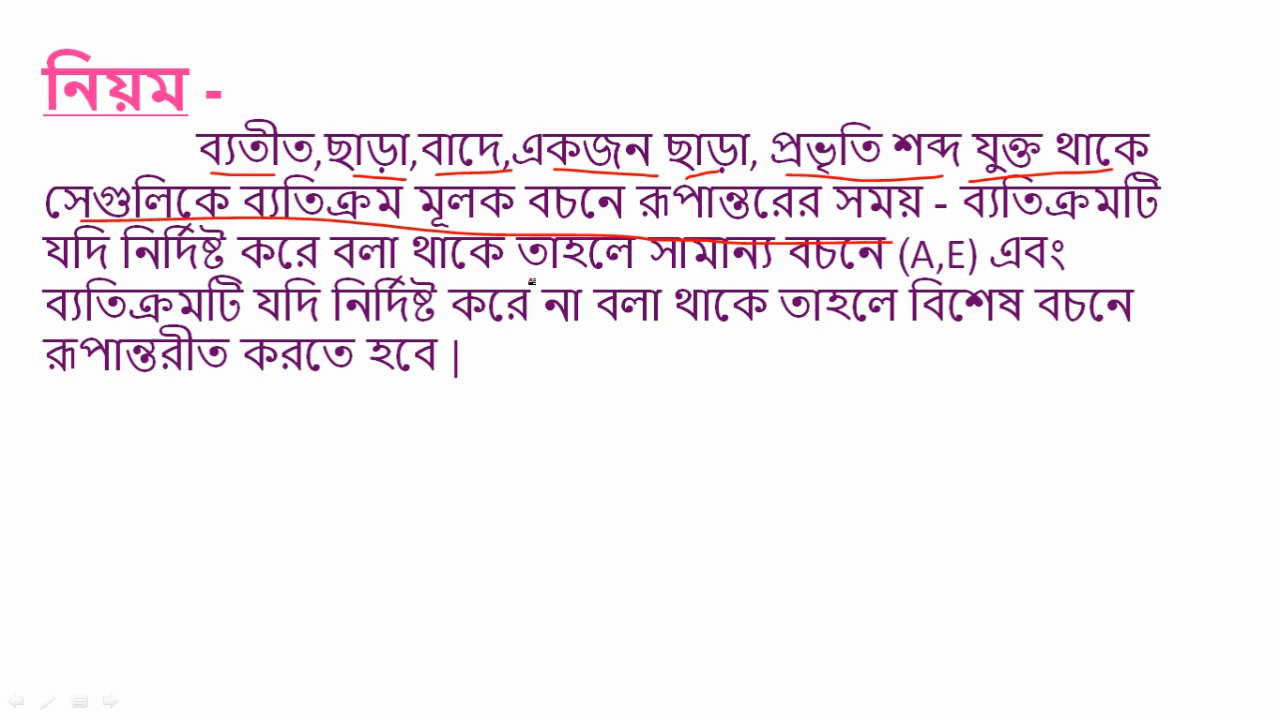 নিয়ম -
ব্যতীত,ছাড়া,বাদে,একজন ছাড়া, প্রভৃতি শব্দ যুক্ত থাকে
সেগুলিকে ব্যতিক্রম মূলক বচনে রূপান্তরের সময় - ব্যতিক্রমটি
যদি নির্দিষ্ট করে বলা থাকে তাহলে সামান্য বচনে (A,E) এবং
ব্যতিক্রমটি যদি নির্দিষ্ট করে না বলা থাকে তাহলে বিশেষ বচনে
রূপান্তরীত করতে হবে |